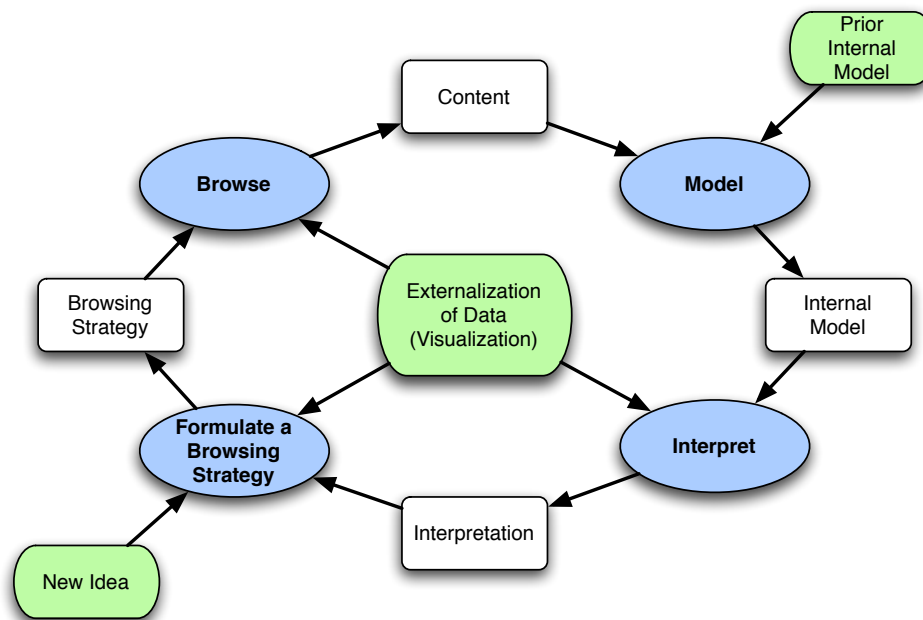 Prior
Internal
Model
Content
Browse
Model
Externalization
of Data
(Visualization)
Browsing
Strategy
Internal
Model
Formulate a
Browsing
Strategy
Interpret
Interpretation
New Idea